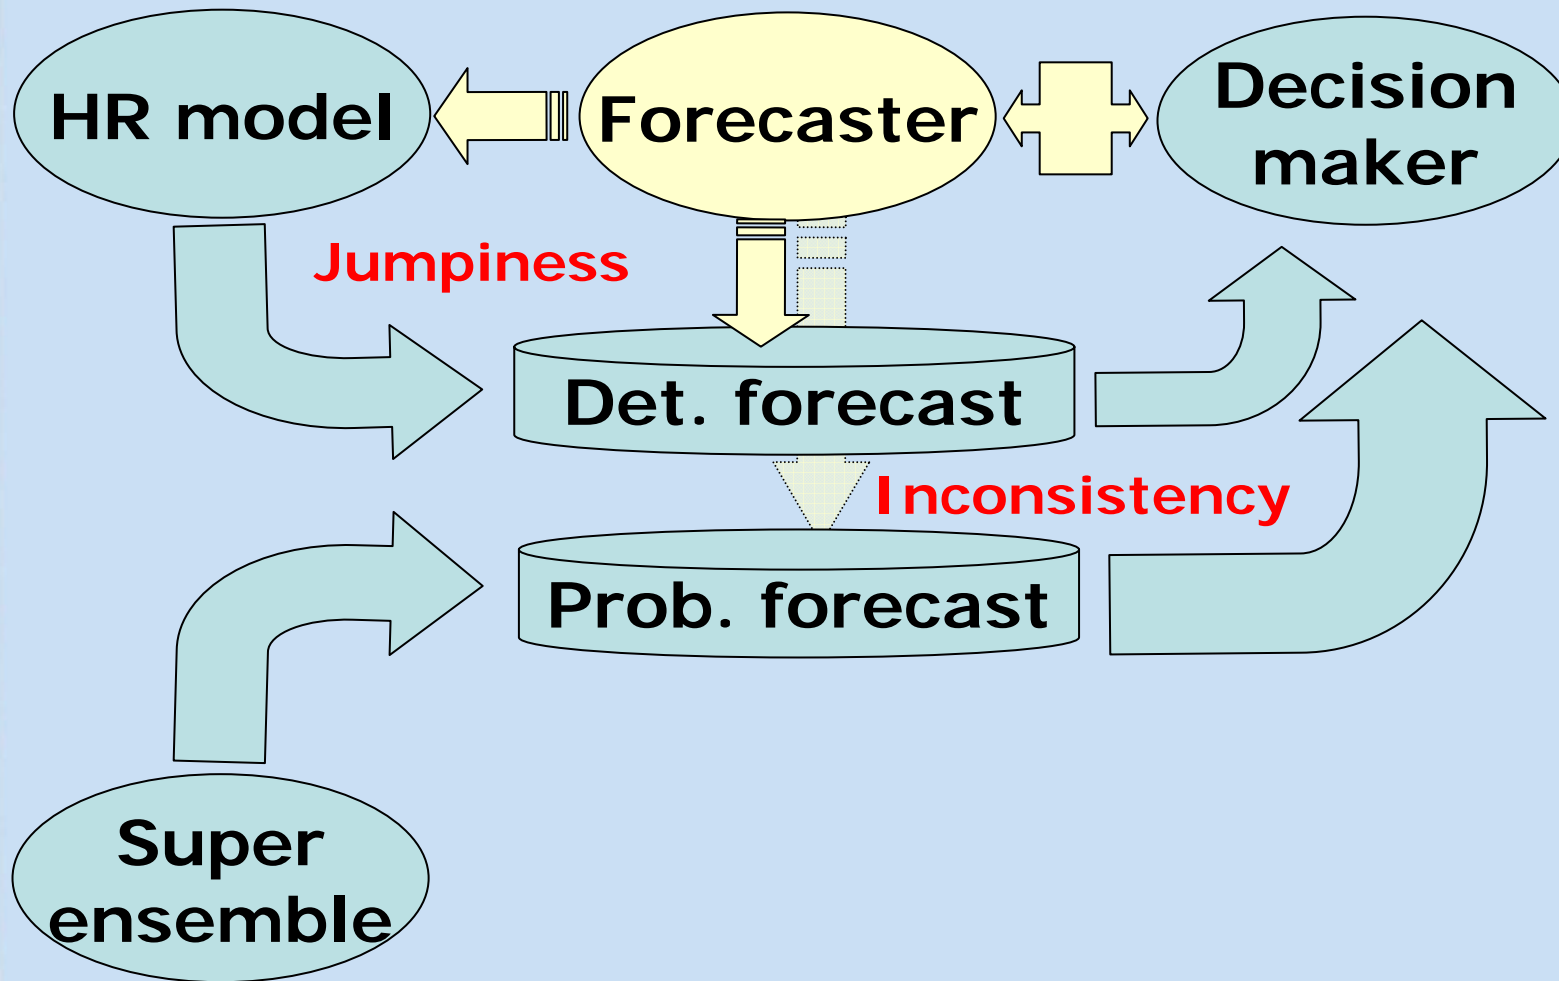 HR model
Forecaster
Decision
maker
Jumpiness
Det. forecast
Inconsistency
Prob. forecast
Super
ensemble